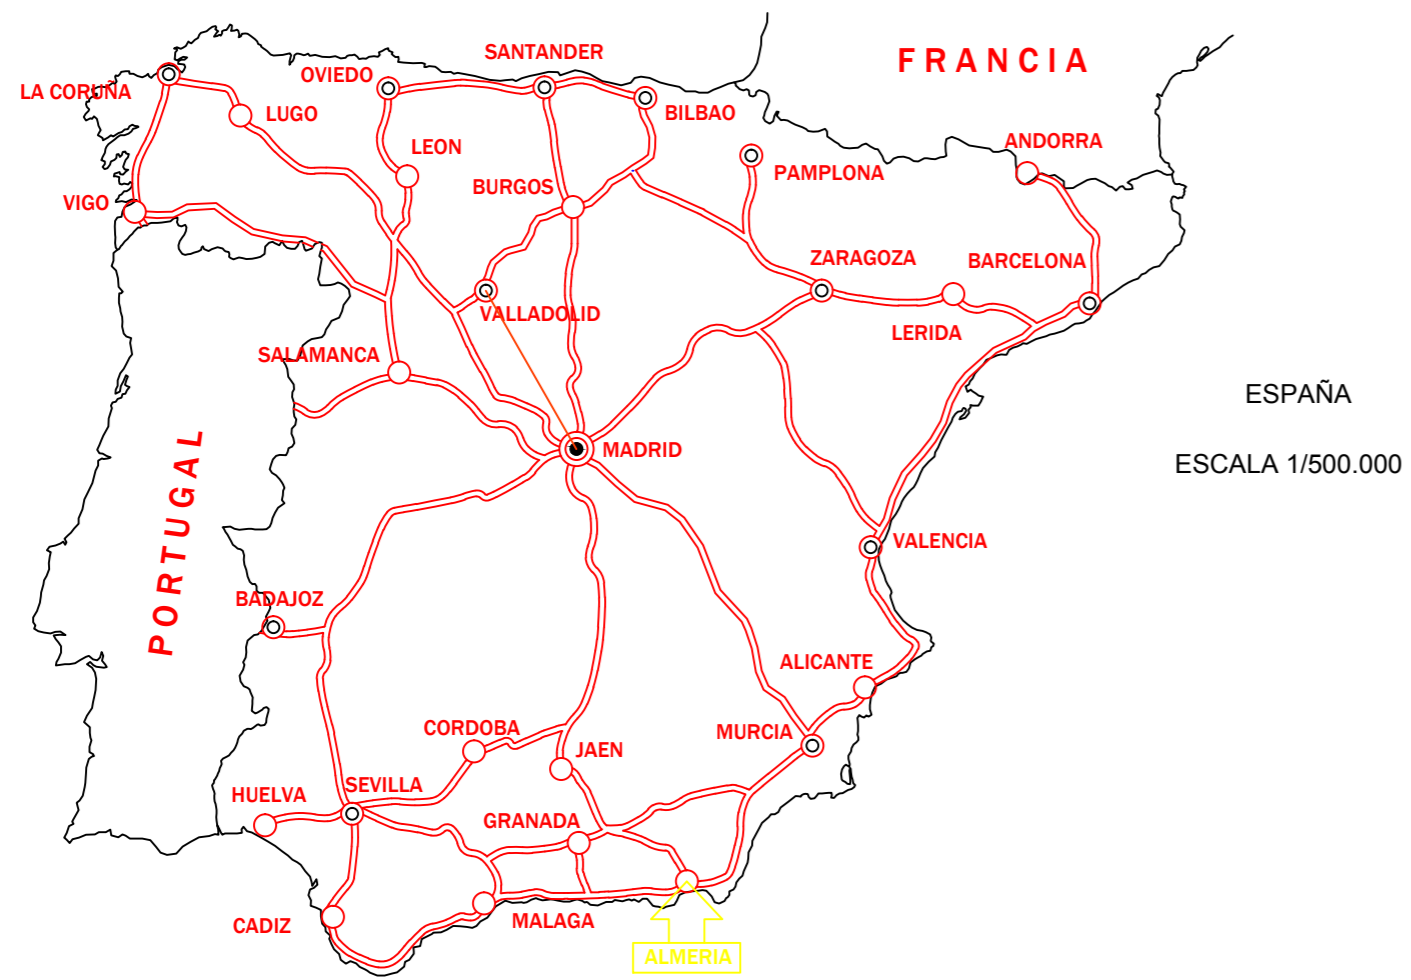 SANTANDER
FRANCIA
OVIEDO
LA CORUÑA
LUGO
BILBAO
ANDORRA
LEON
PAMPLONA
BURGOS
VIGO
ZARAGOZA
BARCELONA
VALLADOLID
LERIDA
SALAMANCA
ESPAÑA
MADRID
ESCALA 1/500.000
PORTUGAL
VALENCIA
BADAJOZ
ALICANTE
CORDOBA
MURCIA
JAEN
SEVILLA
HUELVA
GRANADA
MALAGA
CADIZ
ALMERIA